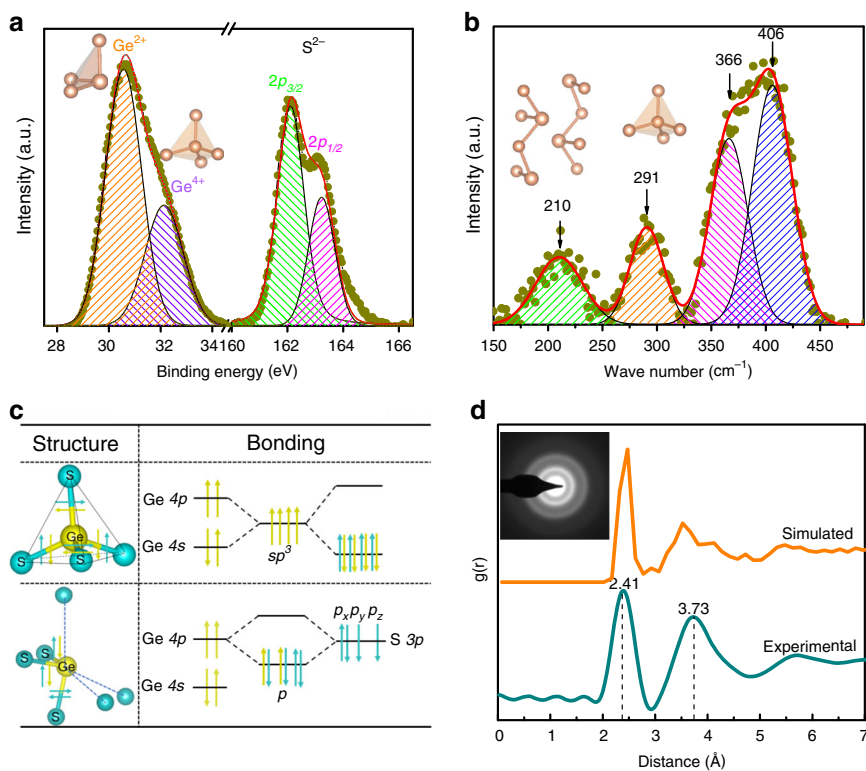 a
Ge2+
S2−
2p3/2
2p1/2
Ge4+
Intensity (a.u.)
28 30 32 34 160 162 164 166
Binding energy (eV)
b
406
366
291
210
Intensity (a.u.)
150 200 250 300 350 400 450
Wave number (cm−1)
c
Structure Bonding
S
Ge
S S S
Ge 4p
Ge 4s
sp3
S
Ge
S
S
Ge 4p
Ge 4s
p
px py pz
S 3p
d
g(r)
Simulated
2.41
3.73
Experimental
0 1 2 3 4 5 6 7
Distance (Å)